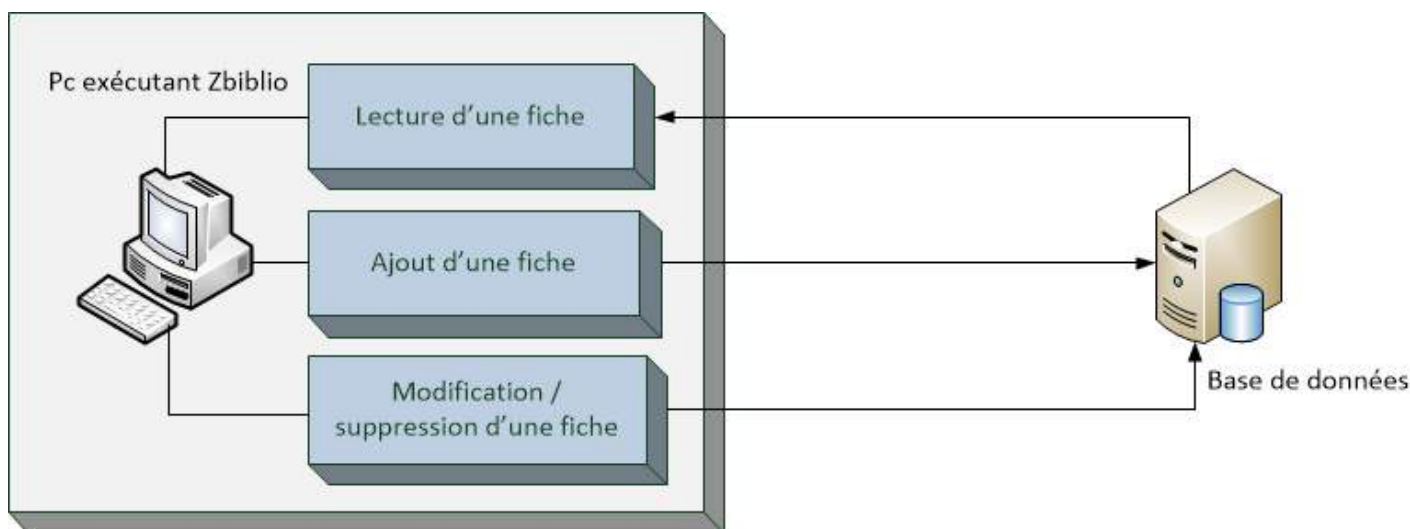 Pc exécutant Zbiblio
Lecture d'une fiche
Ajout d'une fiche
Modification /
suppression d'une fiche
Base de données